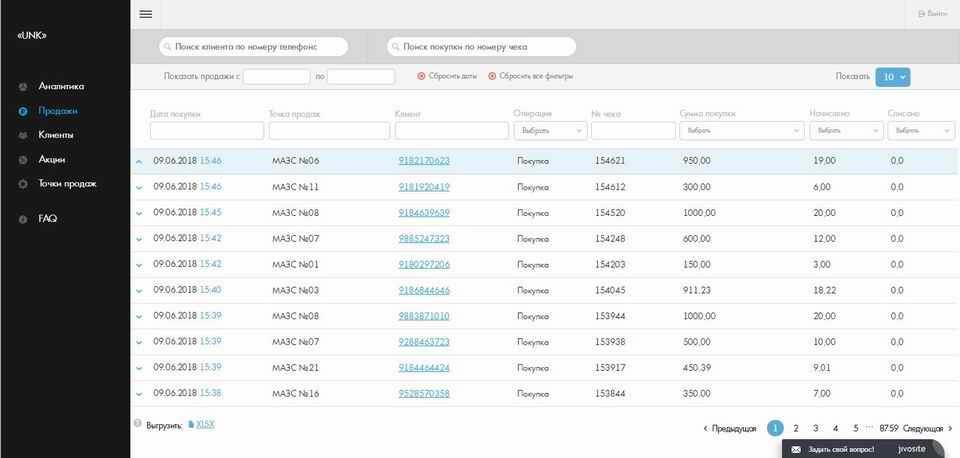 «UNK»
Выйти
Поиск клиента по номеру телефонс
Поиск покупки по номеру чека
Аналитика
Продажи
Клиенты
Акции
Точки продаж
FAQ
Показать продажи с по Сбросить даты Сбросить все фильтры Показать 10
Дата покупки Точка продаж Клиент Операция № чека Сумма покупки Начислено Списано
Выбрать Выбрать Выбрать Выбрать
09.06.2018 15:46 МАЗС №06 9182170623 Покупка 154621 950,00 19,00 0,0
09.06.2018 15:46 МАЗС №11 9181920419 Покупка 154612 300,00 6,00 0,0
09.06.2018 15:45 МАЗС №08 9184639639 Покупка 154520 1000,00 20,00 0,0
09.06.2018 15:42 МАЗС №07 9885247323 Покупка 154248 600,00 12,00 0,0
09.06.2018 15:42 МАЗС №01 9180297206 Покупка 154203 150,00 3,00 0,0
09.06.2018 15:40 МАЗС №03 9186844646 Покупка 154045 911,23 18,22 0,0
09.06.2018 15:39 МАЗС №08 9883871010 Покупка 153944 1000,00 20,00 0,0
09.06.2018 15:39 МАЗС №07 9288463723 Покупка 153938 500,00 10,00 0,0
09.06.2018 15:39 МАЗС №21 9184464424 Покупка 153917 450,39 9,01 0,0
09.06.2018 15:38 МАЗС №16 9528570358 Покупка 153844 350,00 7,00 0,0
Выгрузить: XLSX
Предыдущая 1 2 3 4 5 ... 8759 Следующая
Задать свой вопрос! jivosite